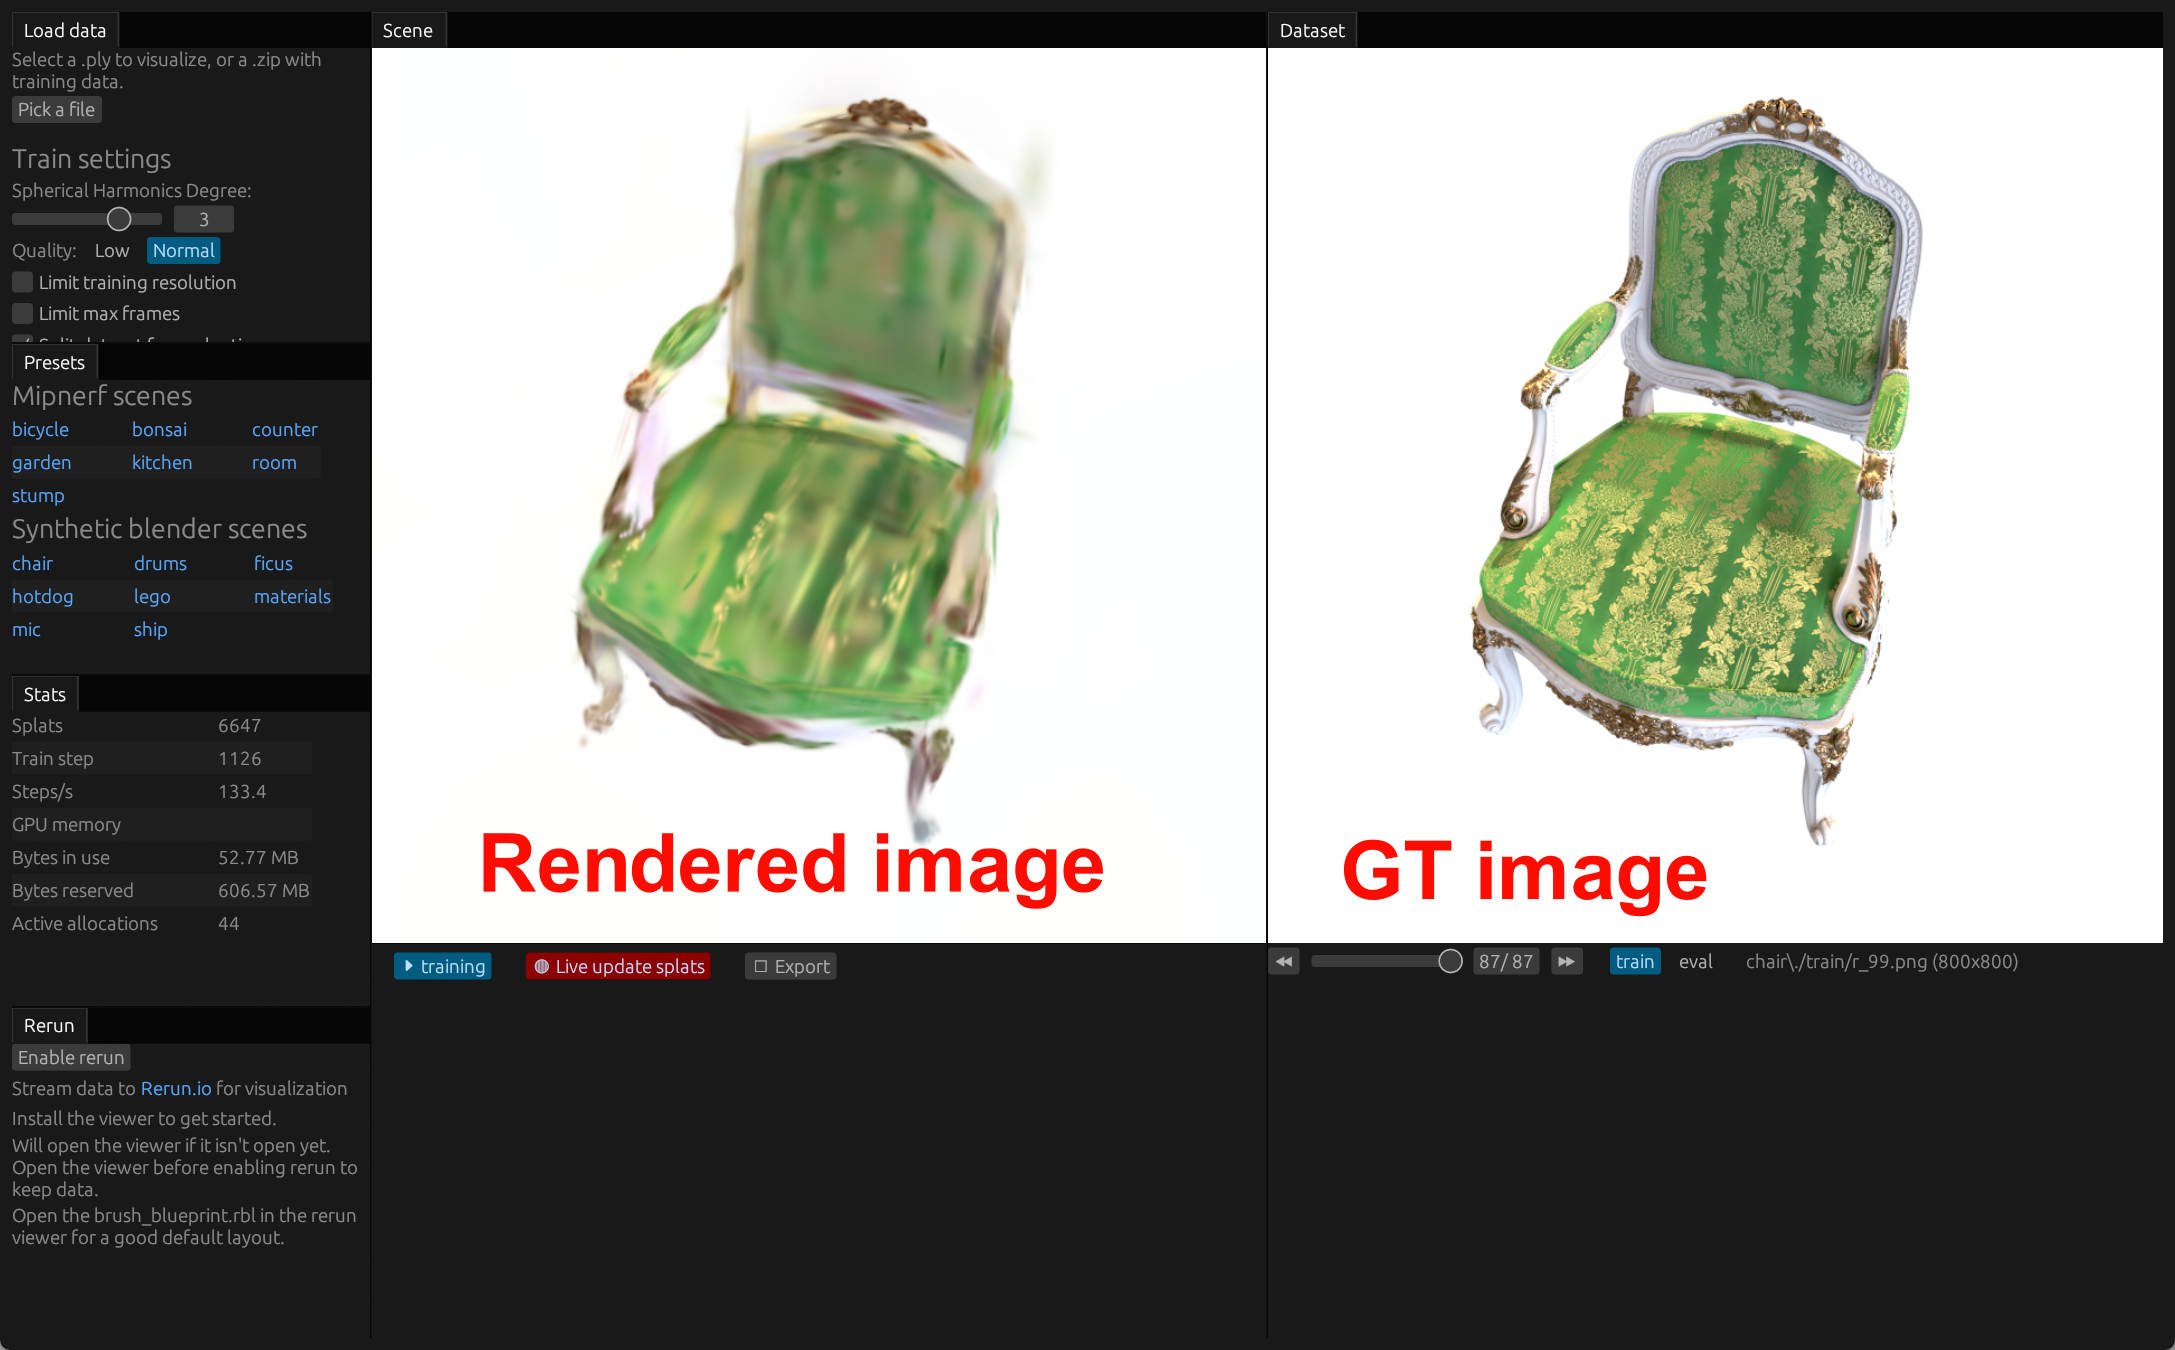 Load data
Select a .ply to visualize, or a .zip with
training data.
Pick a file
Train settings
Spherical Harmonics Degree:
3
Quality: Low Normal
Limit training resolution
Limit max frames
Presets
Mipnerf scenes
bicycle bonsai counter
garden kitchen room
stump
Synthetic blender scenes
chair drums ficus
hotdog lego materials
mic ship
Stats
Splats 6647
Train step 1126
Steps/s 133.4
GPU memory
Bytes in use 52.77 MB
Bytes reserved 606.57 MB
Active allocations 44
Rerun
Enable rerun
Stream data to Rerun.io for visualization
Install the viewer to get started.
Will open the viewer if it isn't open yet.
Open the viewer before enabling rerun to
keep data.
Open the brush_blueprint.rbl in the rerun
viewer for a good default layout.
Scene
Rendered image
training Live update splats Export
Dataset
GT image
87/ 87 train eval chair\./train/r_99.png (800x800)